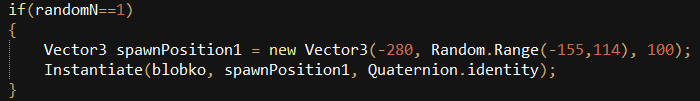 if(randomN==1)
{
    Vector3 spawnPosition1 = new Vector3(-280, Random.Range(-155,114), 100);
    Instantiate(blobko, spawnPosition1, Quaternion.identity);
}